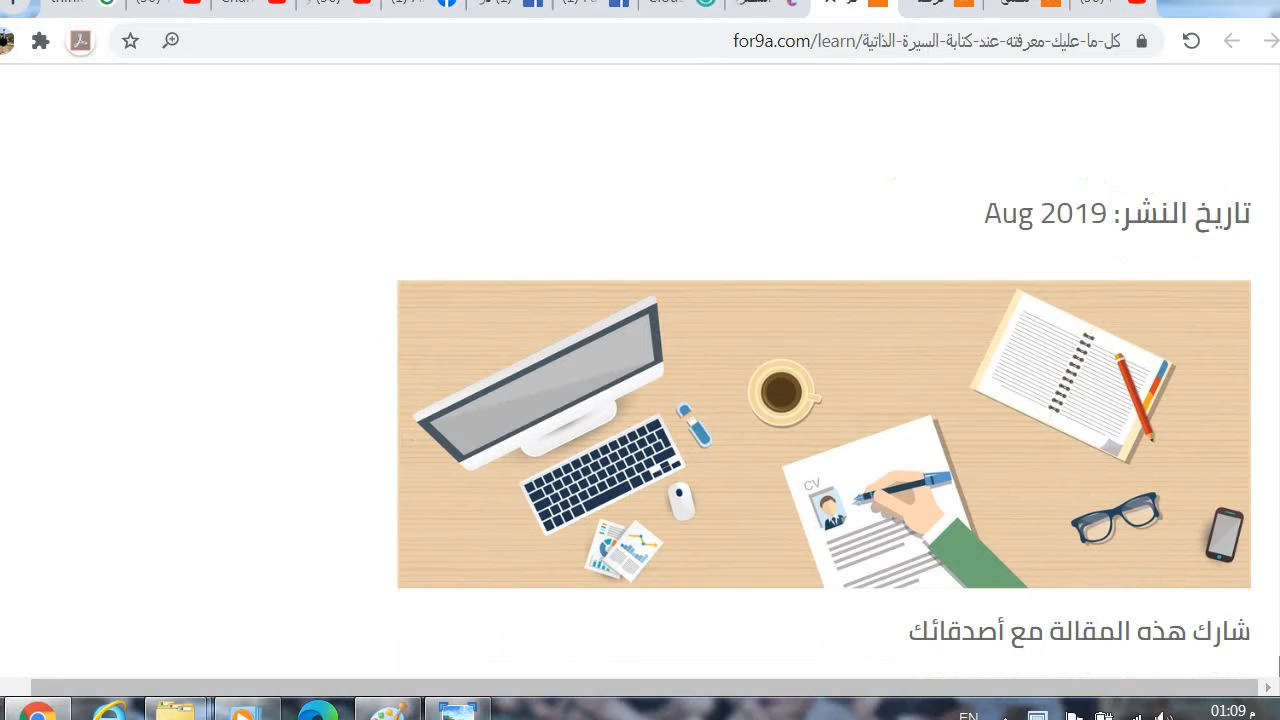 for9a.com/learn/كل-ما-عليك-معرفته-عند-كتابة-السيرة-الذاتية
تاريخ النشر: Aug 2019
CV
شارك هذه المقالة مع أصدقائك
EN
01:09 م